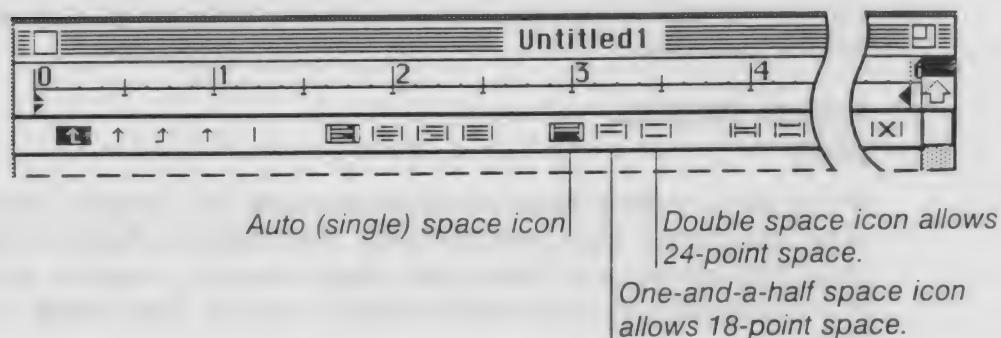 Untitled1
0 1 2 3 4
Auto (single) space icon
Double space icon allows
24-point space.
One-and-a-half space icon
allows 18-point space.